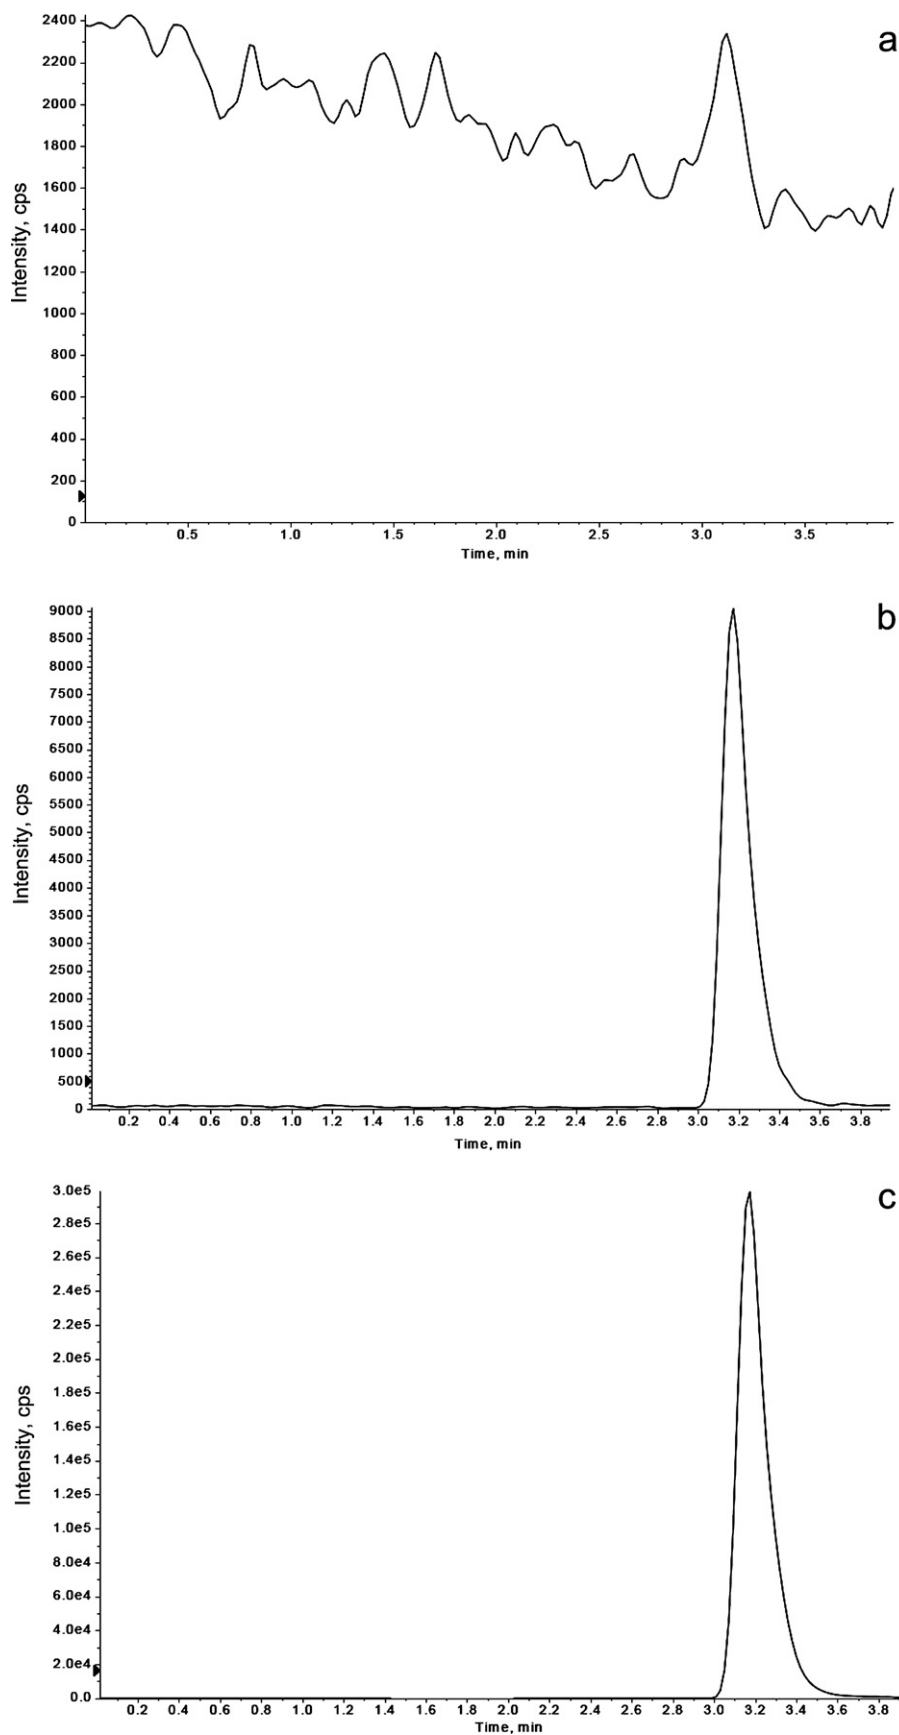 a
2400
2200
2000
1800
1600
1400
1200
1000
800
600
400
200
0
Intensity, cps
0.5 1.0 1.5 2.0 2.5 3.0 3.5
Time, min
b
9000
8500
8000
7500
7000
6500
6000
5500
5000
4500
4000
3500
3000
2500
2000
1500
1000
500
0
Intensity, cps
0.2 0.4 0.6 0.8 1.0 1.2 1.4 1.6 1.8 2.0 2.2 2.4 2.6 2.8 3.0 3.2 3.4 3.6 3.8
Time, min
c
3.0e5
2.8e5
2.6e5
2.4e5
2.2e5
2.0e5
1.8e5
1.6e5
1.4e5
1.2e5
1.0e5
8.0e4
6.0e4
4.0e4
2.0e4
0.0
Intensity, cps
0.2 0.4 0.6 0.8 1.0 1.2 1.4 1.6 1.8 2.0 2.2 2.4 2.6 2.8 3.0 3.2 3.4 3.6 3.8
Time, min